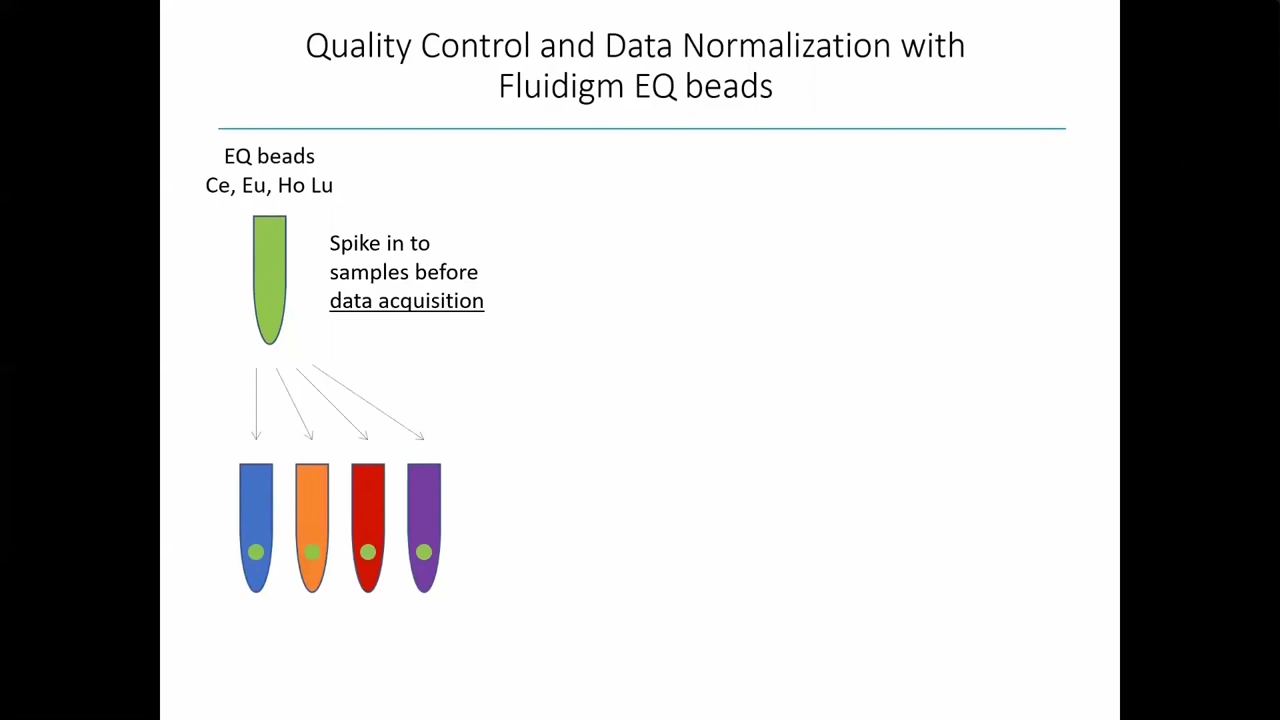 Quality Control and Data Normalization with
Fluidigm EQ beads
EQ beads
Ce, Eu, Ho Lu
Spike in to
samples before
data acquisition